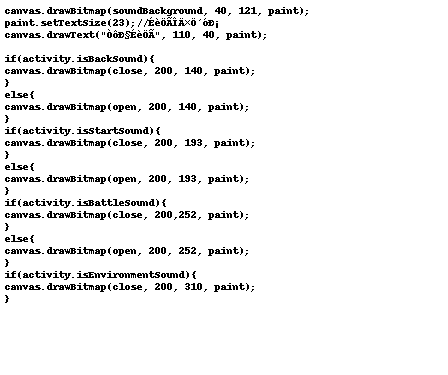 canvas.drawBitmap(soundBackground, 40, 121, paint);
paint.setTextSize(23);//ÉèÖÃÎÄ×Ö´óÐ¡
canvas.drawText("ÒôÐ§ÉèÖÃ", 110, 40, paint);
if(activity.isBackSound){
canvas.drawBitmap(close, 200, 140, paint);
}
else{
canvas.drawBitmap(open, 200, 140, paint);
}
if(activity.isStartSound){
canvas.drawBitmap(close, 200, 193, paint);
}
else{
canvas.drawBitmap(open, 200, 193, paint);
}
if(activity.isBattleSound){
canvas.drawBitmap(close, 200,252, paint);
}
else{
canvas.drawBitmap(open, 200, 252, paint);
}
if(activity.isEnvironmentSound){
canvas.drawBitmap(close, 200, 310, paint);
}